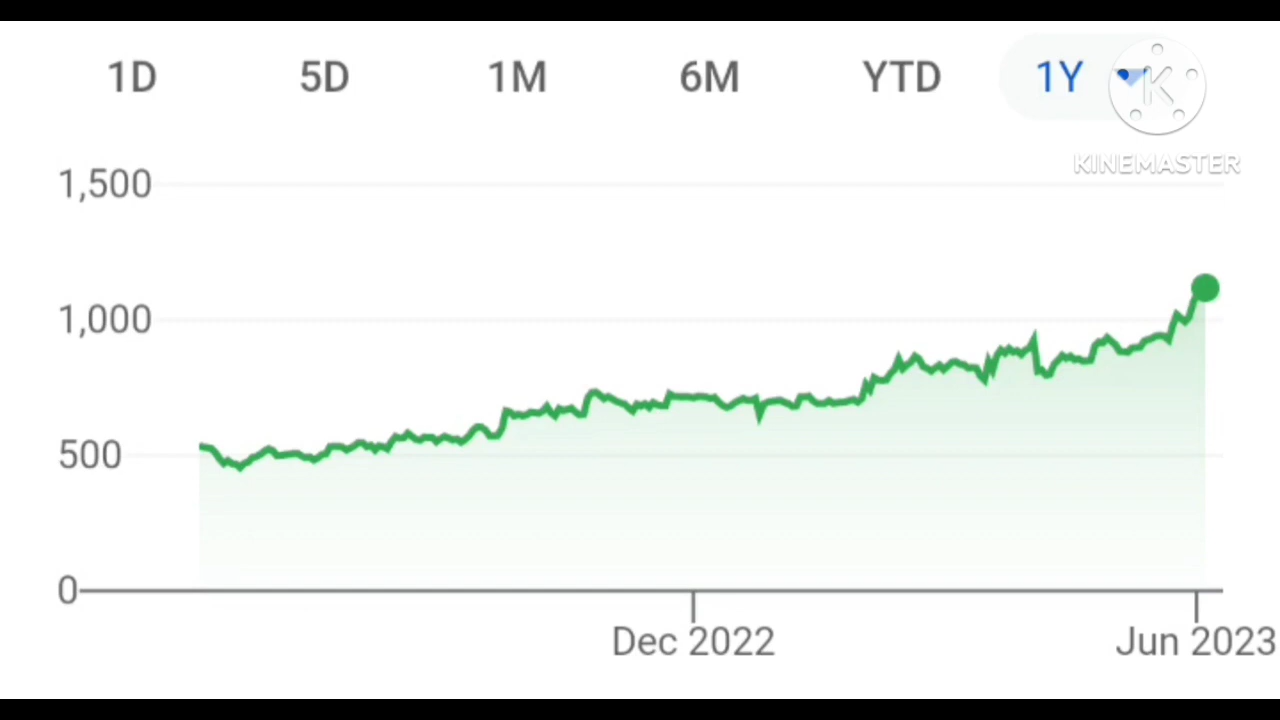 1D 5D 1M 6M YTD 1Y
K
KINEMASTER
1,500
1,000
500
0
Dec 2022 Jun 2023